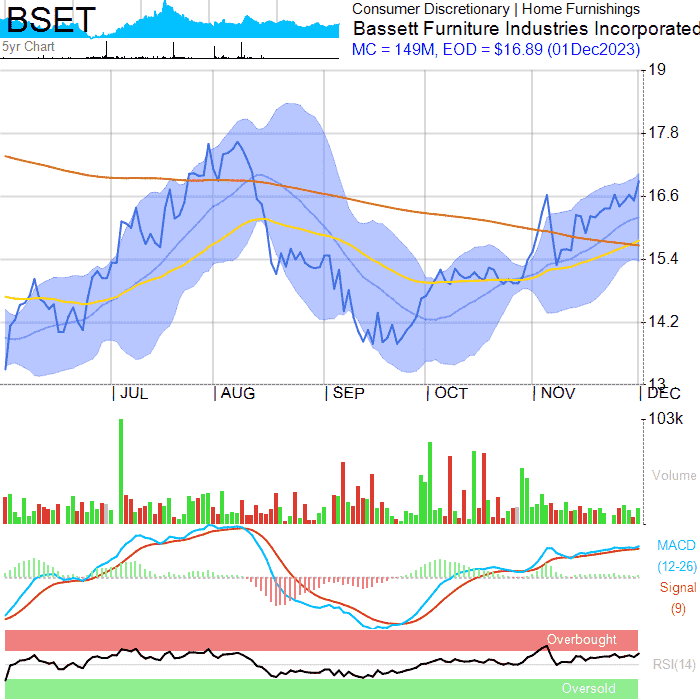 BSET
5yr Chart
Consumer Discretionary | Home Furnishings
Bassett Furniture Industries Incorporated
MC = 149M, EOD = $16.89 (01Dec2023)
19
17.8
16.6
15.4
14.2
13
JUL AUG SEP OCT NOV DEC
103k
Volume
MACD
(12-26)
Signal
(9)
Overbought
RSI(14)
Oversold